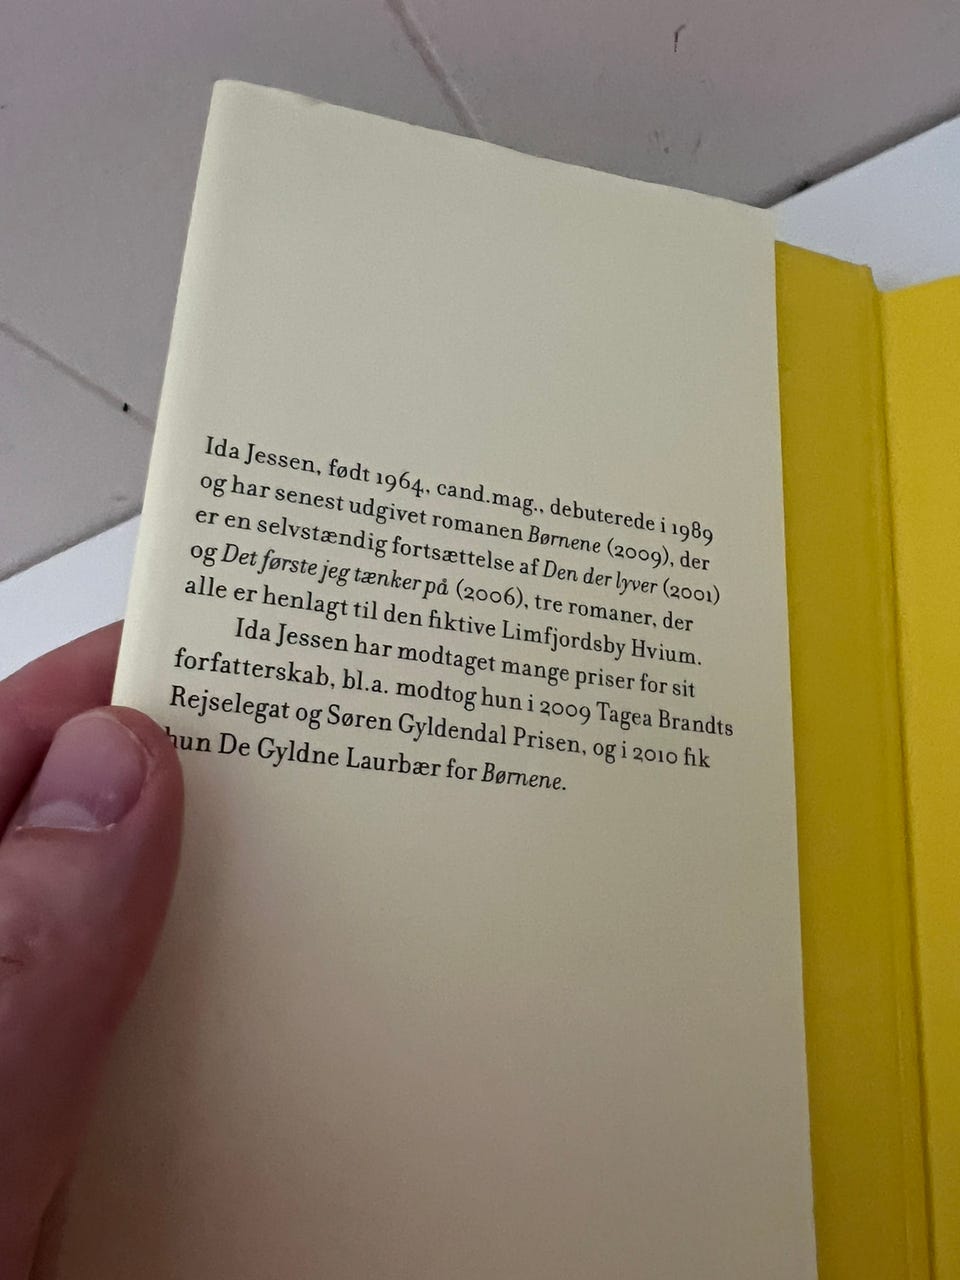 Ida Jessen, født 1964, cand.mag., debuterede i 1989
og har senest udgivet romanen Børnene (2009), der
er en selvstændig fortsættelse af Den der lyver (2001)
og Det første jeg tænker på (2006), tre romaner, der
alle er henlagt til den fiktive Limfjordsby Hvium.
Ida Jessen har modtaget mange priser for sit
forfatterskab, bl.a. modtog hun i 2009 Tagea Brandts
Rejselegat og Søren Gyldendal Prisen, og i 2010 fik
hun De Gyldne Laurbær for Børnene.